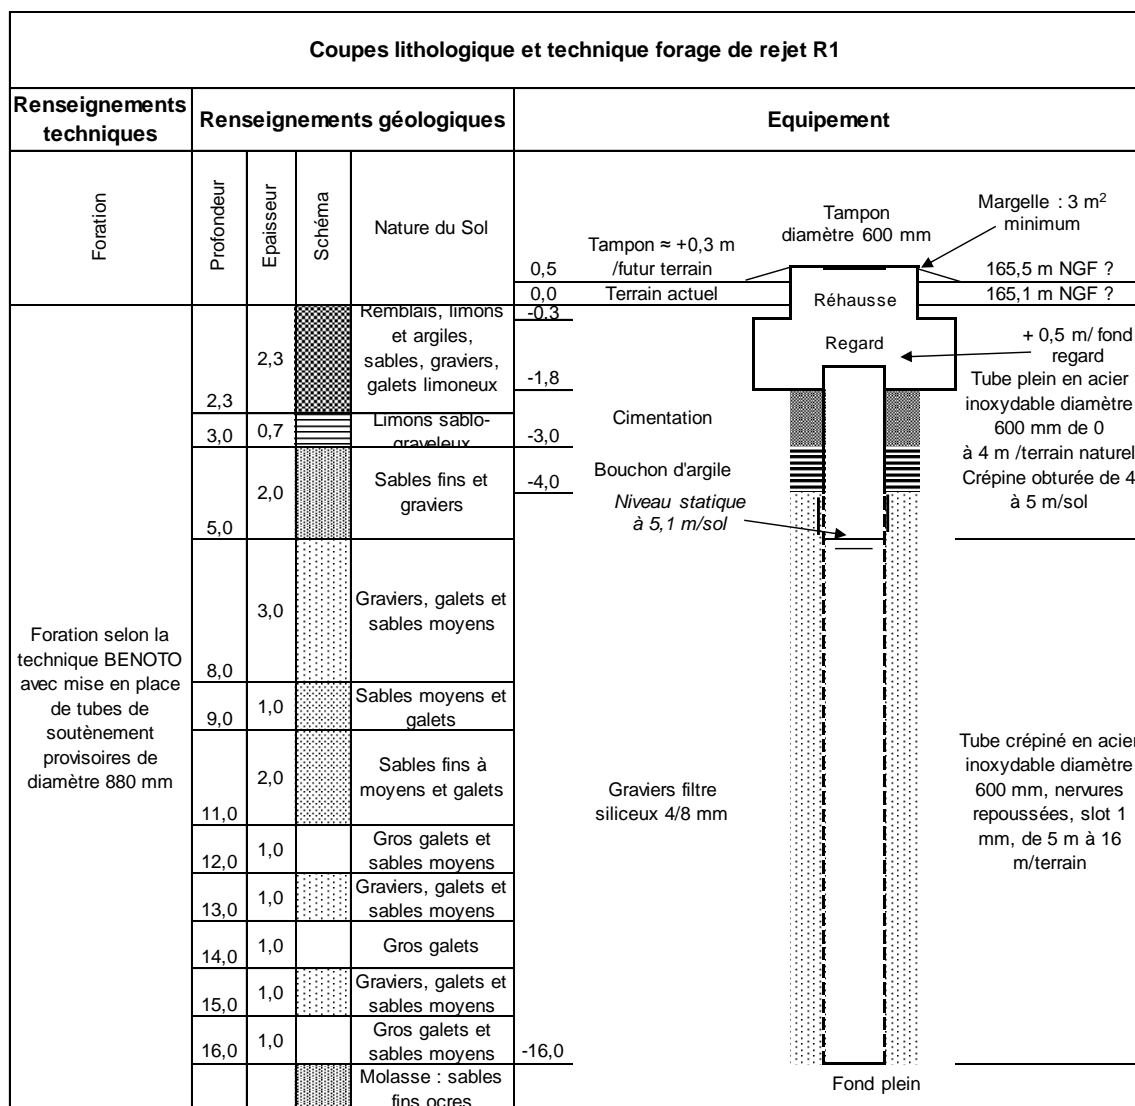 Coupes lithologique et technique forage de rejet R1
Renseignements
techniques
Renseignements géologiques
Equipement
Foration
Profondeur
Epaisseur
Schéma
Nature du Sol
Tampon ≈ +0,3 m
/futur terrain
Tampon
diamètre 600 mm
Margelle : 3 m²
minimum
0,5
165,5 m NGF ?
0,0
Terrain actuel
165,1 m NGF ?
-0,3
Réhausse
Regard
+ 0,5 m/ fond
regard
Remblais, limons
et argiles,
sables, graviers,
galets limoneux
2,3
2,3
-1,8
Tube plein en acier
inoxydable diamètre
600 mm de 0
à 4 m /terrain naturel
Crépine obturée de 4
à 5 m/sol
Limons sablo-
graveleux
0,7
3,0
-3,0
Cimentation
Bouchon d'argile
-4,0
Sables fins et
graviers
2,0
5,0
Niveau statique
à 5,1 m/sol
Graviers, galets et
sables moyens
3,0
8,0
Foration selon la
technique BENOTO
avec mise en place
de tubes de
soutènement
provisoires de
diamètre 880 mm
Sables moyens et
galets
1,0
9,0
Sables fins à
moyens et galets
2,0
11,0
Graviers filtre
siliceux 4/8 mm
Tube crépiné en acier
inoxydable diamètre
600 mm, nervures
repoussées, slot 1
mm, de 5 m à 16
m/terrain
Gros galets et
sables moyens
1,0
12,0
Graviers, galets et
sables moyens
1,0
13,0
Gros galets
1,0
14,0
Graviers, galets et
sables moyens
1,0
15,0
Gros galets et
sables moyens
1,0
16,0
-16,0
Molasse : sables
fins ocres
Fond plein